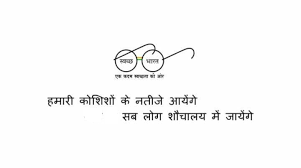 स्वच्छ भारत
एक कदम स्वच्छता की ओर
हमारी कोशिशों के नतीजे आयेंगे
सब लोग शौचालय में जायेंगे